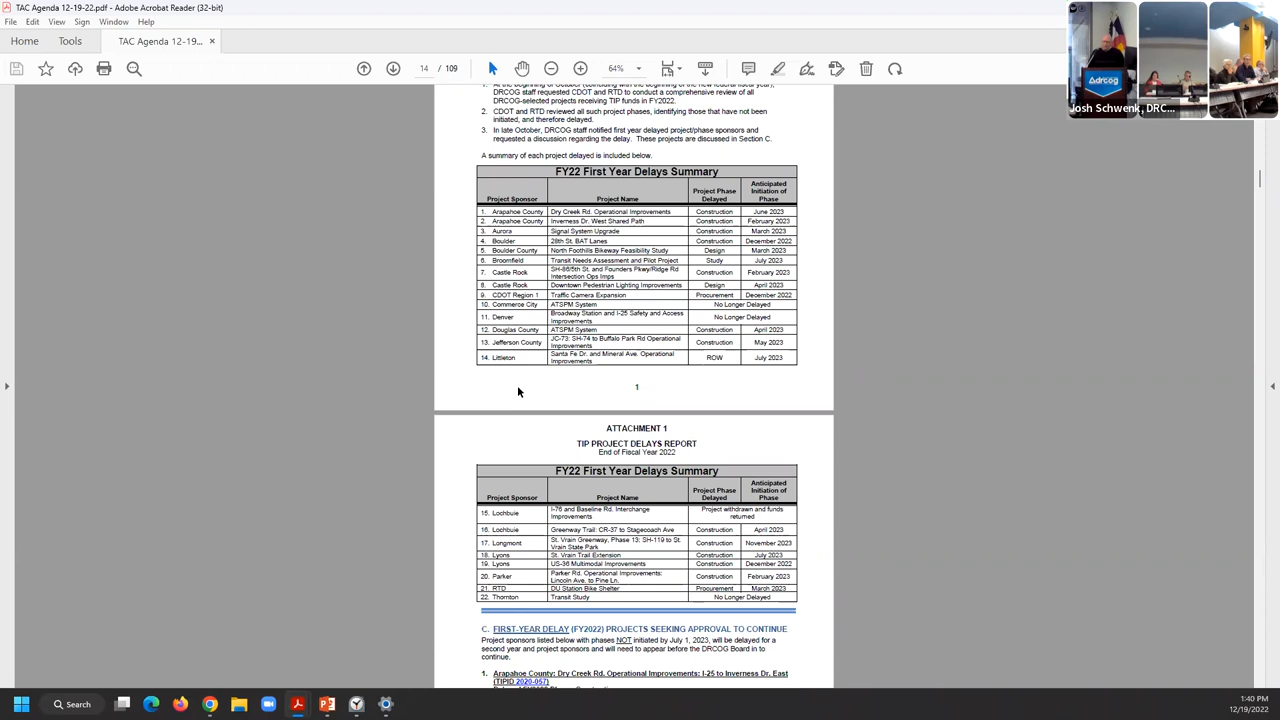 TAC Agenda 12-19-22.pdf - Adobe Acrobat Reader (32-bit)
File Edit View Sign Window Help
Home Tools TAC Agenda 12-19... ×
14 / 109 64%
DRCOG staff requested CDOT and RTD to conduct a comprehensive review of all
DRCOG-selected projects receiving TIP funds in FY2022.
2. CDOT and RTD reviewed all such project phases, identifying those that have not been
initiated, and therefore delayed.
3. In late October, DRCOG staff notified first year delayed project/phase sponsors and
requested a discussion regarding the delay. These projects are discussed in Section C.
A summary of each project delayed is included below.
FY22 First Year Delays Summary
Project Sponsor Project Name Project Phase Delayed Anticipated Initiation of Phase
1. Arapahoe County Dry Creek Rd. Operational Improvements Construction June 2023
2. Arapahoe County Inverness Dr. West Shared Path Construction February 2023
3. Aurora Signal System Upgrade Construction March 2023
4. Boulder 28th St. BAT Lanes Construction December 2022
5. Boulder County North Foothills Bikeway Feasibility Study Design March 2023
6. Broomfield Transit Needs Assessment and Pilot Project Study July 2023
7. Castle Rock SH-86/5th St. and Founders Pkwy/Ridge Rd Intersection Ops Imps Construction February 2023
8. Castle Rock Downtown Pedestrian Lighting Improvements Design April 2023
9. CDOT Region 1 Traffic Camera Expansion Procurement December 2022
10. Commerce City ATSPM System No Longer Delayed
11. Denver Broadway Station and I-25 Safety and Access Improvements No Longer Delayed
12. Douglas County ATSPM System Construction April 2023
13. Jefferson County JC-73: SH-74 to Buffalo Park Rd Operational Improvements Construction May 2023
14. Littleton Santa Fe Dr. and Mineral Ave. Operational Improvements ROW July 2023
1
ATTACHMENT 1
TIP PROJECT DELAYS REPORT
End of Fiscal Year 2022
FY22 First Year Delays Summary
Project Sponsor Project Name Project Phase Delayed Anticipated Initiation of Phase
15. Lochbuie I-76 and Baseline Rd. Interchange Improvements Project withdrawn and funds returned
16. Lochbuie Greenway Trail: CR-37 to Stagecoach Ave Construction April 2023
17. Longmont St. Vrain Greenway, Phase 13: SH-119 to St. Vrain State Park Construction November 2023
18. Lyons St. Vrain Trail Extension Construction July 2023
19. Lyons US-36 Multimodal Improvements Construction December 2022
20. Parker Parker Rd. Operational Improvements: Lincoln Ave. to Pine Ln. Construction February 2023
21. RTD DU Station Bike Shelter Procurement March 2023
22. Thornton Transit Study No Longer Delayed
C. FIRST-YEAR DELAY (FY2022) PROJECTS SEEKING APPROVAL TO CONTINUE
Project sponsors listed below with phases NOT initiated by July 1, 2023, will be delayed for a
second year and project sponsors and will need to appear before the DRCOG Board in to
continue.
1. Arapahoe County: Dry Creek Rd. Operational Improvements: I-25 to Inverness Dr. East
(TIPID 2020-057)
drcog
Josh Schwenk, DRC...
Search
1:40 PM
12/19/2022